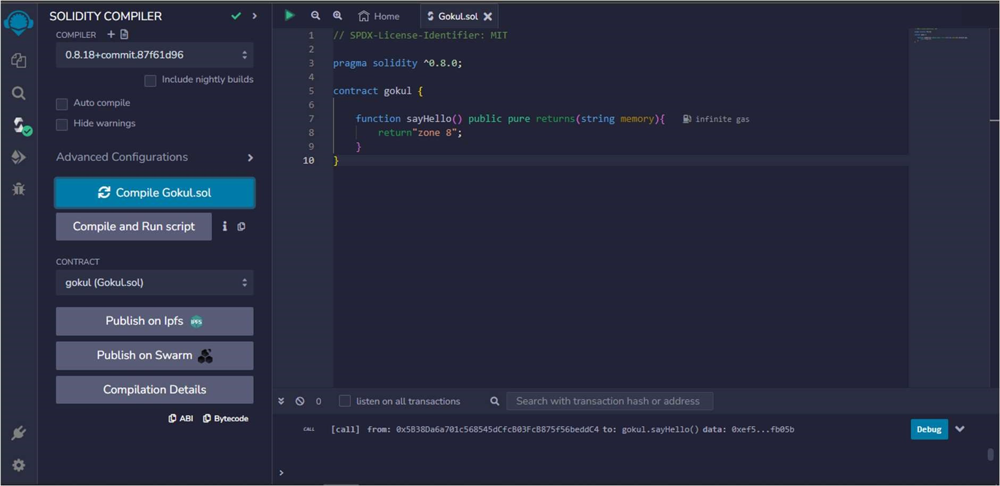 SOLIDITY COMPILER
COMPILER
0.8.18+commit.87f61d96
Include nightly builds
Auto compile
Hide warnings
Advanced Configurations
Compile Gokul.sol
Compile and Run script
CONTRACT
gokul (Gokul.sol)
Publish on Ipfs IPFS
Publish on Swarm
Compilation Details
ABI Bytecode
Home Gokul.sol
1 // SPDX-License-Identifier: MIT
2
3 pragma solidity ^0.8.0;
4
5 contract gokul {
6
7 function sayHello() public pure returns(string memory){ infinite gas
8 return"zone 8";
9 }
10 }
0 listen on all transactions Search with transaction hash or address
CALL [call] from: 0x5B38Da6a701c568545dCfcB03FcB875f56beddC4 to: gokul.sayHello() data: 0xef5...fb05b Debug
>